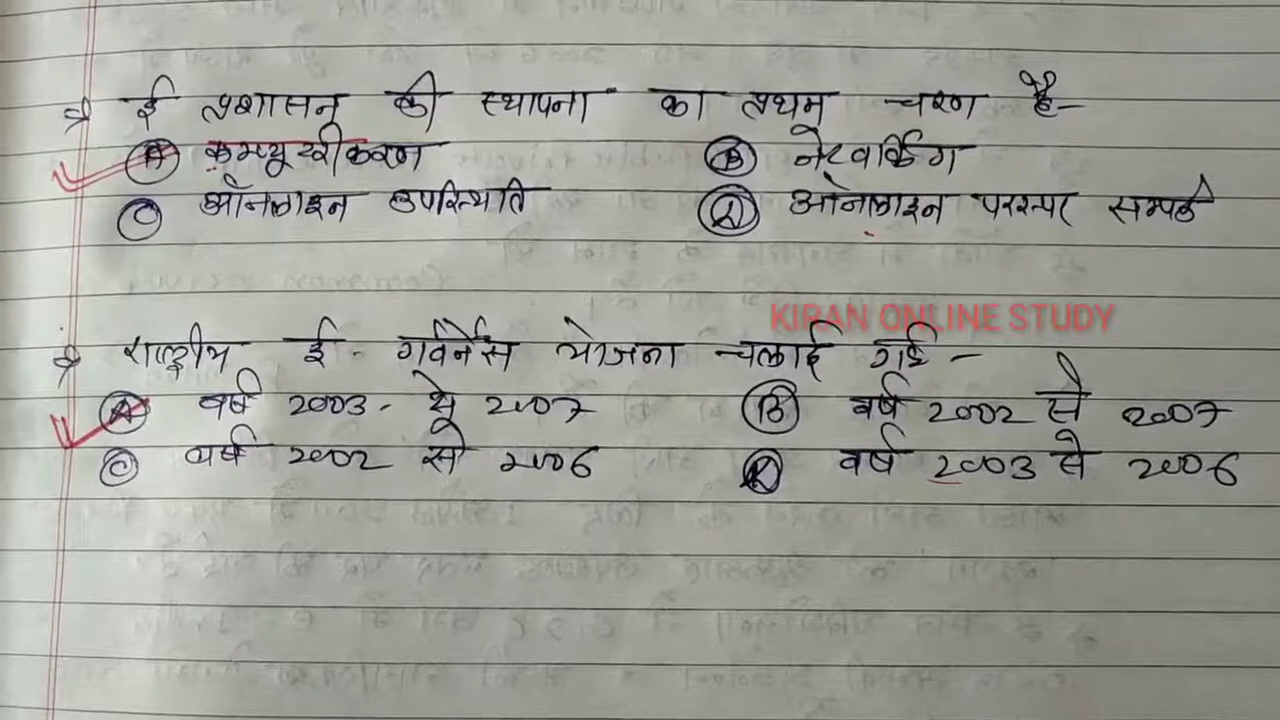 ई प्रशासन की स्थापना का प्रथम चरण है-
(A) कम्प्यूटरीकरण (B) नेटवर्किंग
(C) ऑनलाइन उपस्थिति (D) ऑनलाइन परस्पर सम्पर्क
KIRAN ONLINE STUDY
राष्ट्रीय ई-गवर्नेंस योजना चलाई गई -
(A) वर्ष 2003 - से 2007 (B) वर्ष 2002 से 2007
(C) वर्ष 2002 से 2006 (D) वर्ष 2003 से 2006